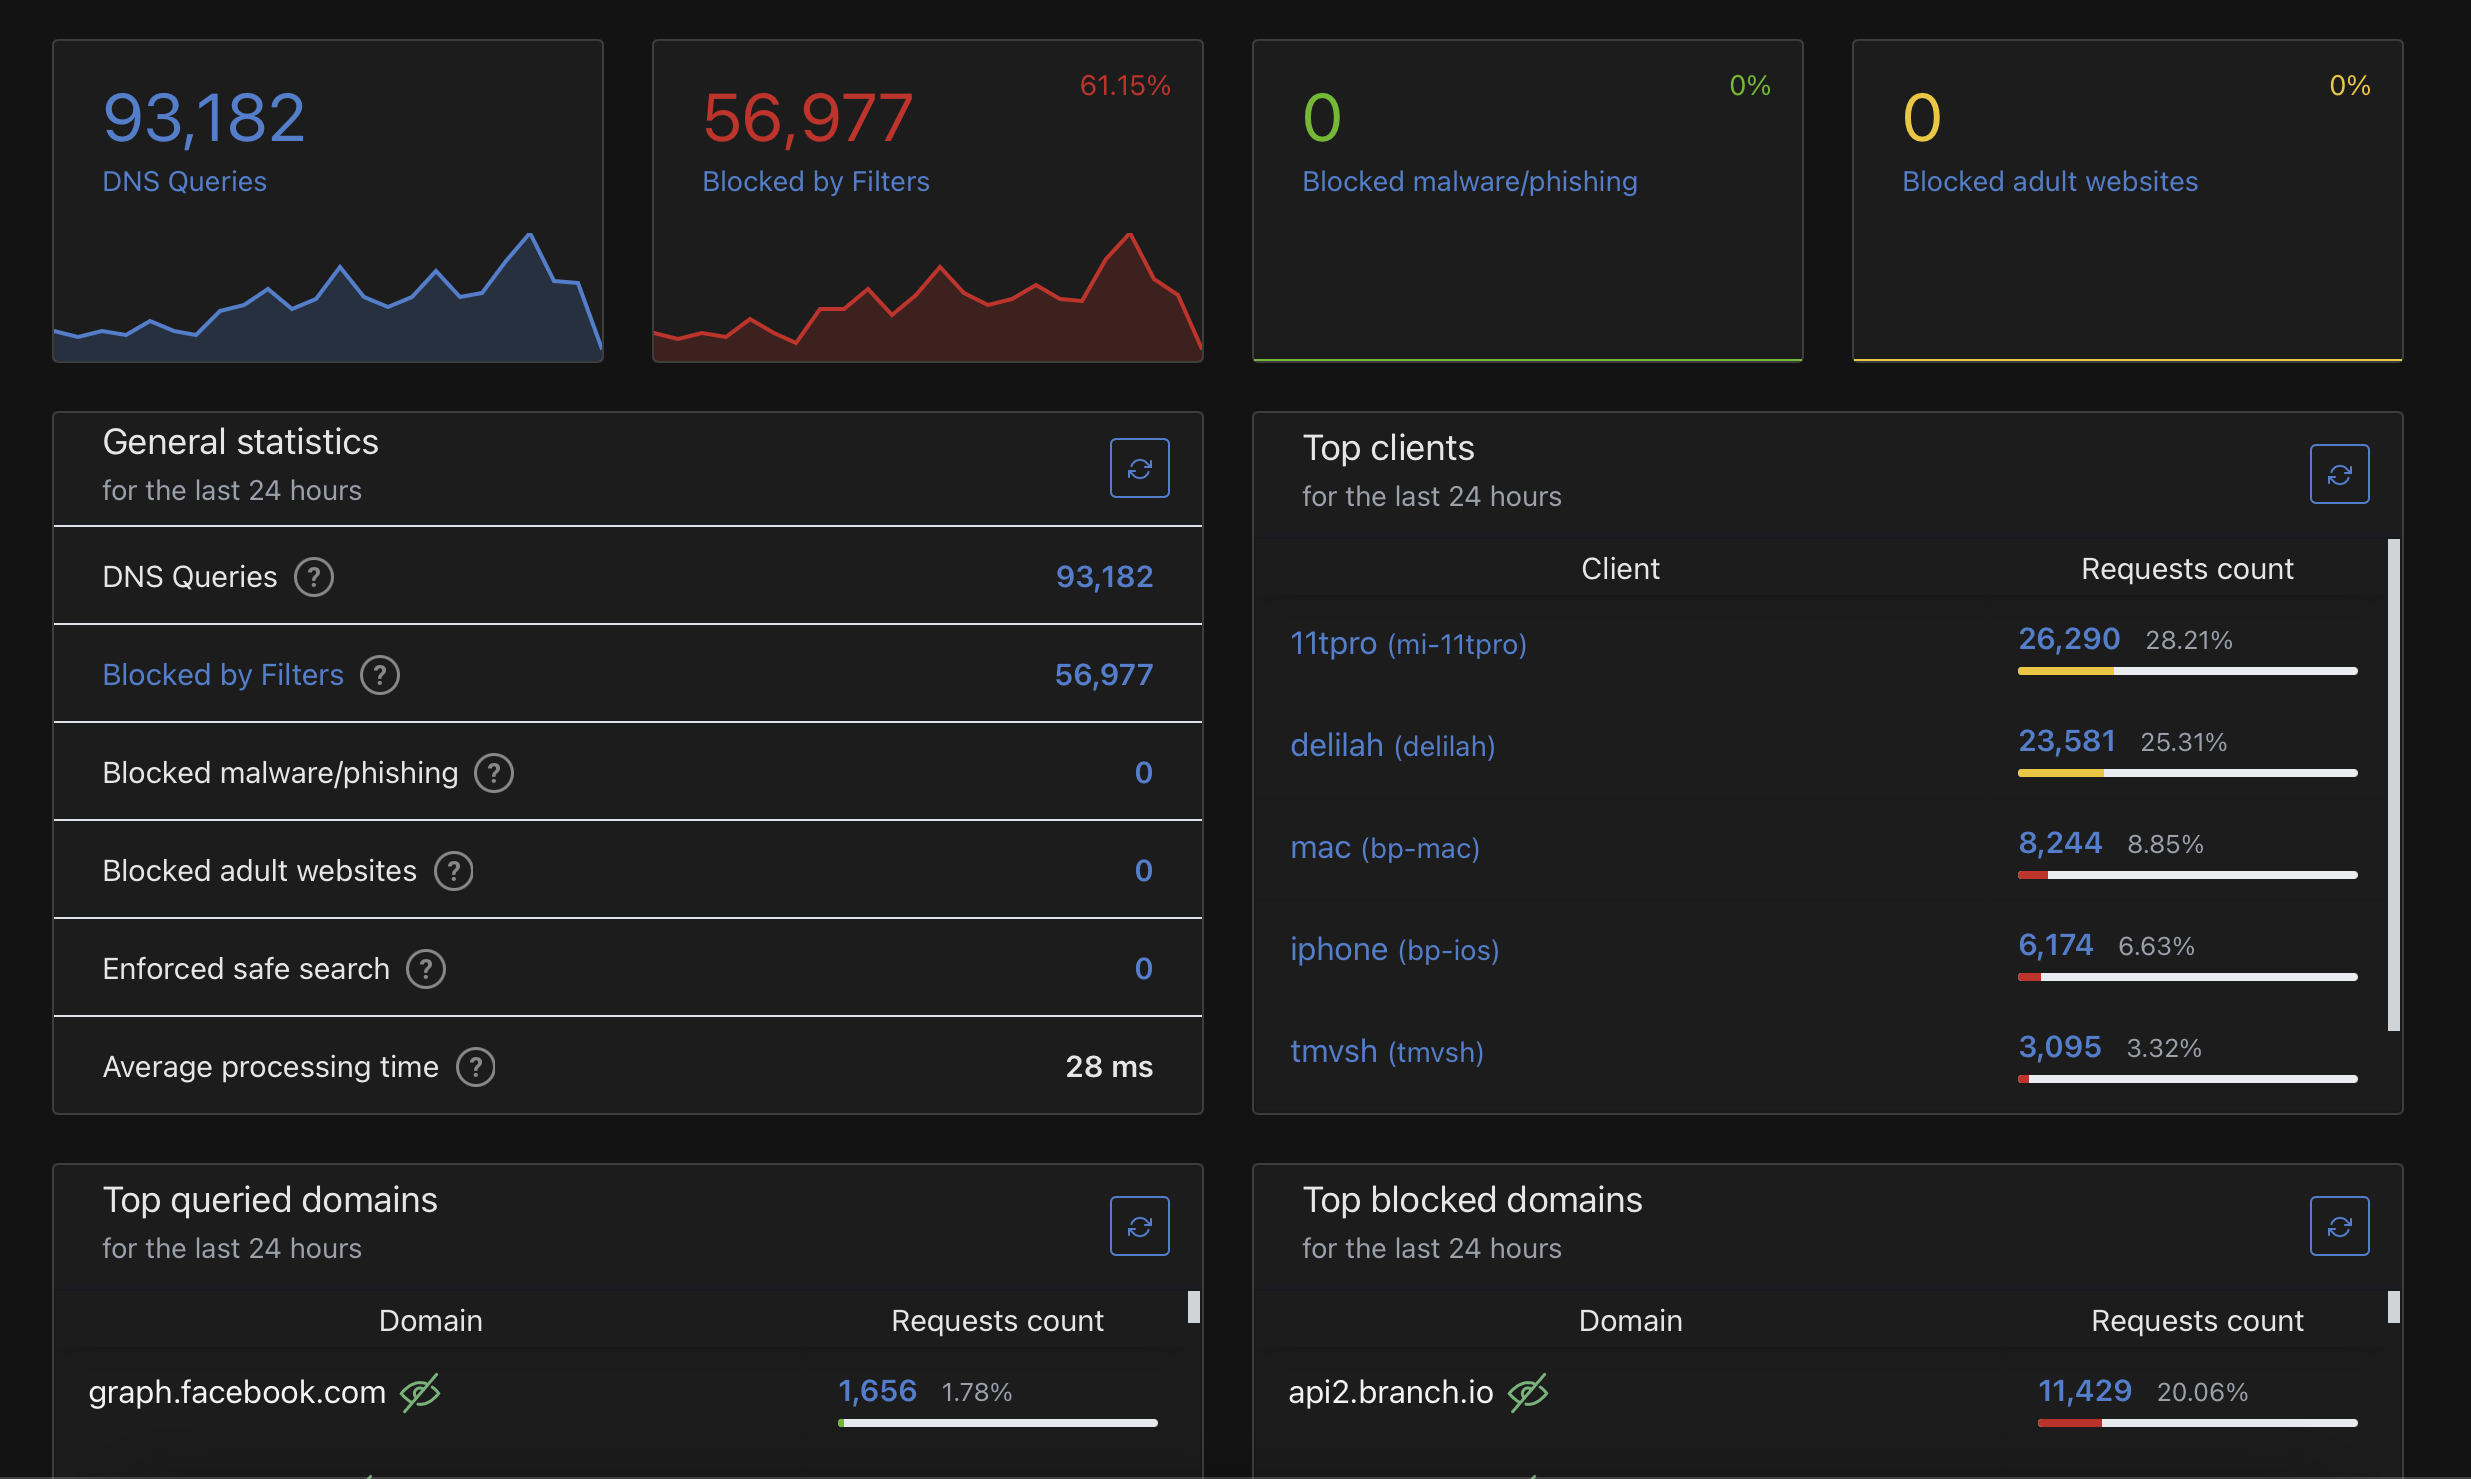 93,182
DNS Queries
61.15%
56,977
Blocked by Filters
0%
0
Blocked malware/phishing
0%
0
Blocked adult websites
General statistics
for the last 24 hours
DNS Queries ? 93,182
Blocked by Filters ? 56,977
Blocked malware/phishing ? 0
Blocked adult websites ? 0
Enforced safe search ? 0
Average processing time ? 28 ms
Top clients
for the last 24 hours
Client Requests count
11tpro (mi-11tpro) 26,290 28.21%
delilah (delilah) 23,581 25.31%
mac (bp-mac) 8,244 8.85%
iphone (bp-ios) 6,174 6.63%
tmvsh (tmvsh) 3,095 3.32%
Top queried domains
for the last 24 hours
Domain Requests count
graph.facebook.com 1,656 1.78%
Top blocked domains
for the last 24 hours
Domain Requests count
api2.branch.io 11,429 20.06%